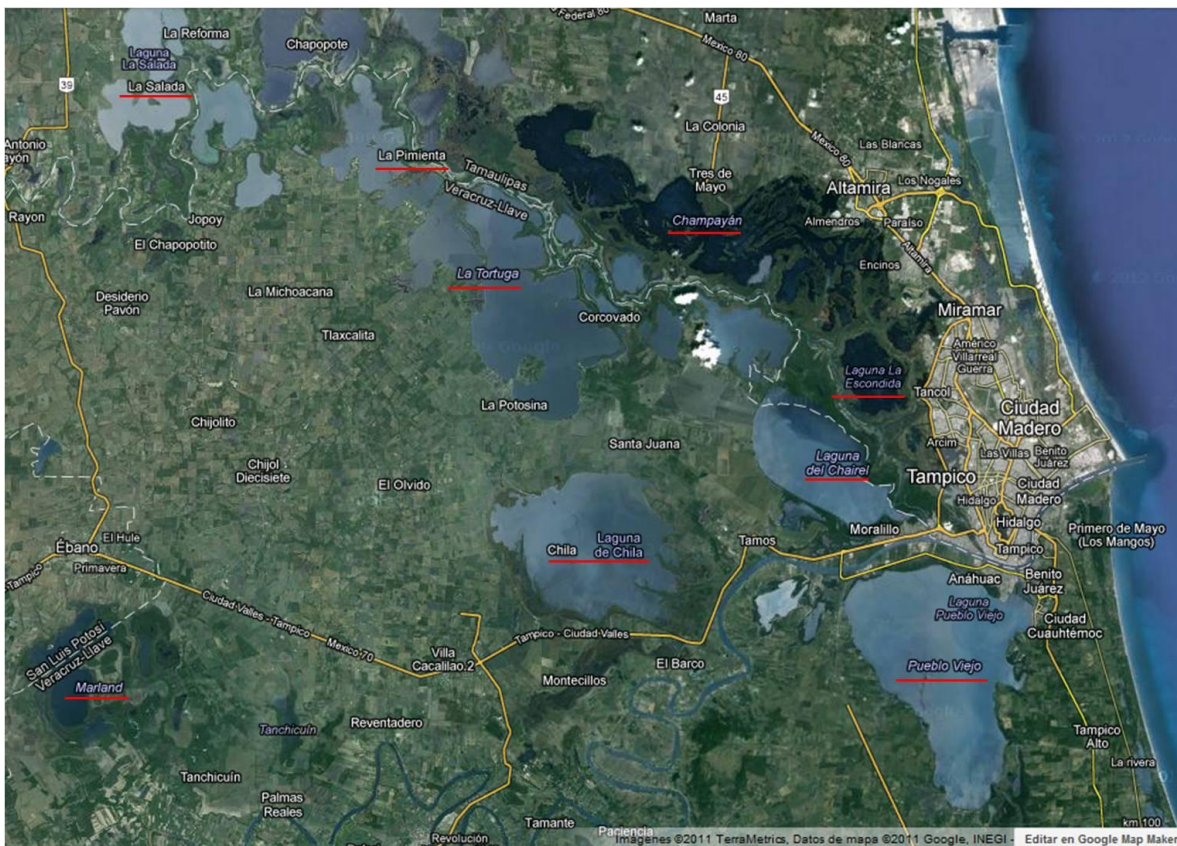 Federal 80
Marta
La Reforma
Chapopote
Mexico 80
Laguna
La Salada
La Salada
39
45
La Colonia
Mexico 80
Antonio
Las Blancas
La Pimienta
Tamaulipas
Veracruz-Llave
Tres de
Mayo
Altamira
Los Nogales
Rayon
Jopoy
Champayán
Almendros
Paraíso
El Chapopotito
Altamira
Encinos
La Tortuga
Desiderio
Pavón
La Michoacana
Corcovado
Miramar
Tlaxcalita
Américo
Villarreal
Guerra
Laguna La
Escondida
Tancol
La Potosina
Ciudad
Madero
Chijolito
Santa Juana
Arcim
Las Villas
Benito
Juárez
Laguna
del Chairel
Chijol
Diecisiete
El Olvido
Tampico
Ciudad
Madero
Hidalgo
Hidalgo
Moralillo
Primero de Mayo
(Los Mangos)
El Hule
Ébano
Chila
Laguna
de Chila
Tamos
Tampico
Primavera
-Tampico
Anáhuac
Benito
Juárez
Ciudad Valles - Tampico
Mexico 70
Laguna
Pueblo Viejo
Ciudad
Cuauhtémoc
Tampico - Ciudad Valles
San Luis Potosí
Veracruz-Llave
Villa
Cacalilao.2
El Barco
Pueblo Viejo
Montecillos
Marland
Reventadero
Tanchicuín
Tampico
Alto
La rivera
Tanchicuín
Palmas
Reales
Tamante
Paciencia
Revolución
km 100
Imágenes ©2011 TerraMetrics, Datos de mapa ©2011 Google, INEGI -
Editar en Google Map Maker